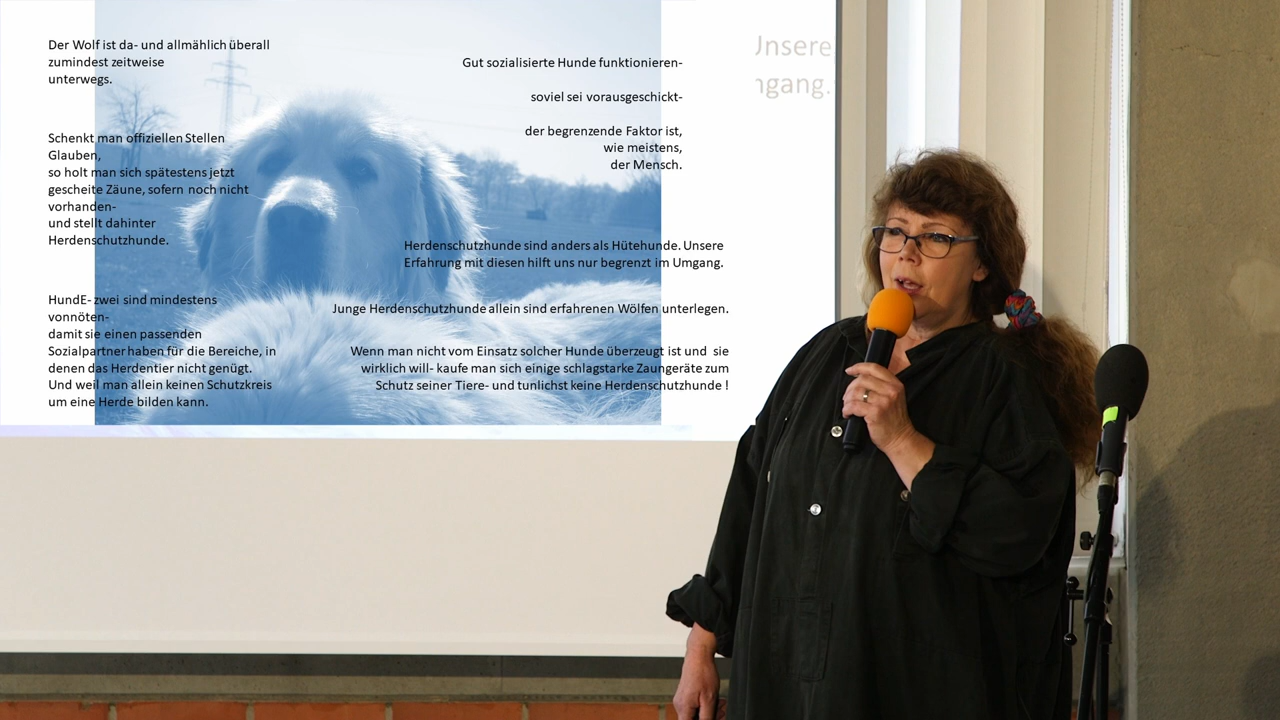 Der Wolf ist da- und allmählich überall
zumindest zeitweise
unterwegs.
Schenkt man offiziellen Stellen
Glauben,
so holt man sich spätestens jetzt
gescheite Zäune, sofern noch nicht
vorhanden-
und stellt dahinter
Herdenschutzhunde.
HundE- zwei sind mindestens
vonnöten-
damit sie einen passenden
Sozialpartner haben für die Bereiche, in
denen das Herdentier nicht genügt.
Und weil man allein keinen Schutzkreis
um eine Herde bilden kann.
Gut sozialisierte Hunde funktionieren-
soviel sei vorausgeschickt-
der begrenzende Faktor ist,
wie meistens,
der Mensch.
Herdenschutzhunde sind anders als Hütehunde. Unsere
Erfahrung mit diesen hilft uns nur begrenzt im Umgang.
Junge Herdenschutzhunde allein sind erfahrenen Wölfen unterlegen.
Wenn man nicht vom Einsatz solcher Hunde überzeugt ist und sie
wirklich will- kaufe man sich einige schlagstarke Zaungeräte zum
Schutz seiner Tiere- und tunlichst keine Herdenschutzhunde !
Unsere
ngang.